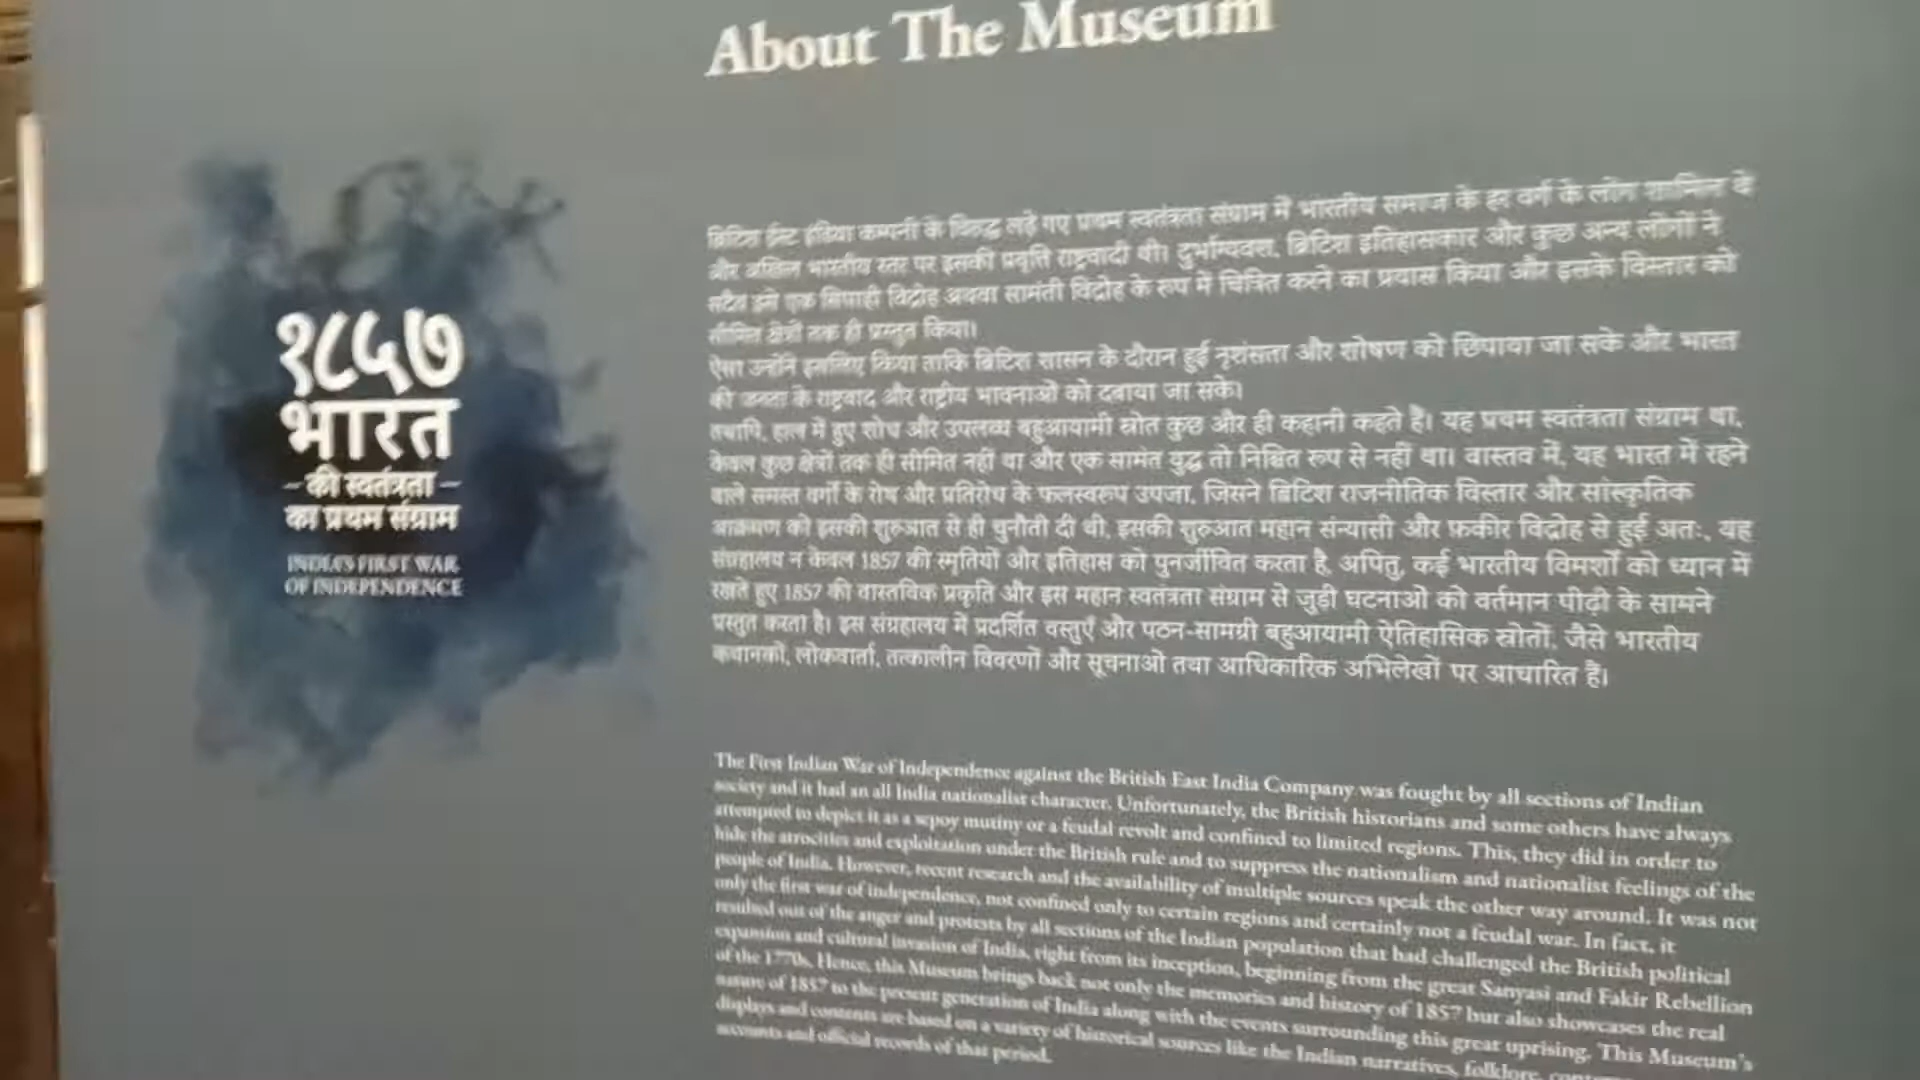 About The Museum
१८५७
भारत
– की स्वतंत्रता –
का प्रथम संग्राम
INDIA'S FIRST WAR
OF INDEPENDENCE
ब्रिटिश ईस्ट इंडिया कम्पनी के विरुद्ध लड़े गए प्रथम स्वतंत्रता संग्राम में भारतीय समाज के हर वर्ग के लोग शामिल थे
और अखिल भारतीय स्तर पर इसकी प्रवृत्ति राष्ट्रवादी थी। दुर्भाग्यवश, ब्रिटिश इतिहासकार और कुछ अन्य लोगों ने
सदैव इसे एक सिपाही विद्रोह अथवा सामंती विद्रोह के रूप में चित्रित करने का प्रयास किया और इसके विस्तार को
सीमित क्षेत्रों तक ही प्रस्तुत किया।
ऐसा उन्होंने इसलिए किया ताकि ब्रिटिश शासन के दौरान हुई नृशंसता और शोषण को छिपाया जा सके और भारत
की जनता के राष्ट्रवाद और राष्ट्रीय भावनाओं को दबाया जा सके।
तथापि, हाल में हुए शोध और उपलब्ध बहुआयामी स्रोत कुछ और ही कहानी कहते हैं। यह प्रथम स्वतंत्रता संग्राम था,
केवल कुछ क्षेत्रों तक ही सीमित नहीं था और एक सामंत युद्ध तो निश्चित रूप से नहीं था। वास्तव में, यह भारत में रहने
वाले समस्त वर्गों के रोष और प्रतिरोध के फलस्वरूप उपजा, जिसने ब्रिटिश राजनीतिक विस्तार और सांस्कृतिक
आक्रमण को इसकी शुरुआत से ही चुनौती दी थी, इसकी शुरुआत महान संन्यासी और फ़कीर विद्रोह से हुई अतः, यह
संग्रहालय न केवल 1857 की स्मृतियों और इतिहास को पुनर्जीवित करता है, अपितु, कई भारतीय विमर्शों को ध्यान में
रखते हुए 1857 की वास्तविक प्रकृति और इस महान स्वतंत्रता संग्राम से जुड़ी घटनाओं को वर्तमान पीढ़ी के सामने
प्रस्तुत करता है। इस संग्रहालय में प्रदर्शित वस्तुएँ और पठन-सामग्री बहुआयामी ऐतिहासिक स्रोतों, जैसे भारतीय
कथानकों, लोकवार्ता, तत्कालीन विवरणों और सूचनाओं तथा आधिकारिक अभिलेखों पर आधारित हैं।
The First Indian War of Independence against the British East India Company was fought by all sections of Indian
society and it had an all India nationalist character. Unfortunately, the British historians and some others have always
attempted to depict it as a sepoy mutiny or a feudal revolt and confined to limited regions. This, they did in order to
hide the atrocities and exploitation under the British rule and to suppress the nationalism and nationalist feelings of the
people of India. However, recent research and the availability of multiple sources speak the other way around. It was not
only the first war of independence, not confined only to certain regions and certainly not a feudal war. In fact, it
resulted out of the anger and protests by all sections of the Indian population that had challenged the British political
expansion and cultural invasion of India, right from its inception, beginning from the great Sanyasi and Fakir Rebellion
of the 1770s. Hence, this Museum brings back not only the memories and history of 1857 but also showcases the real
nature of 1857 to the present generation of India along with the events surrounding this great uprising. This Museum's
displays and contents are based on a variety of historical sources like the Indian narratives, folklore,
accounts and official records of that period.